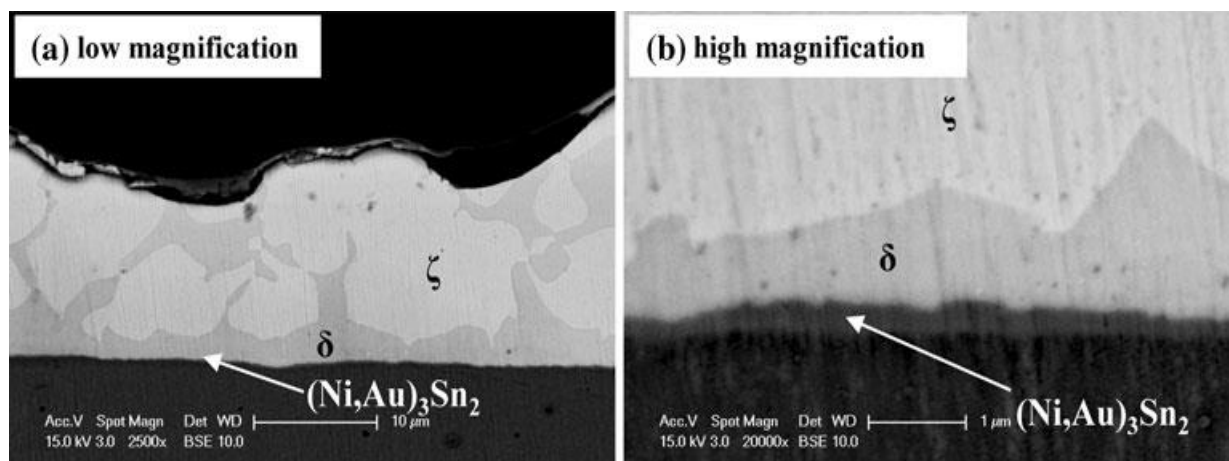 (a) low magnification
ζ
δ
(Ni,Au)₃Sn₂
Acc.V Spot Magn Det WD 10 μm
15.0 kV 3.0 2500x BSE 10.0
(b) high magnification
ζ
δ
(Ni,Au)₃Sn₂
Acc.V Spot Magn Det WD 1 μm
15.0 kV 3.0 20000x BSE 10.0